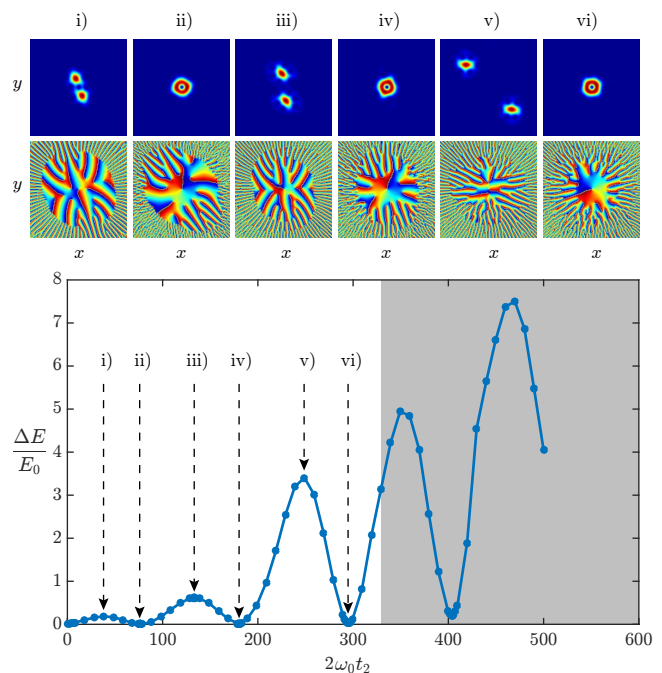 i) ii) iii) iv) v) vi)
y
y
x x x x x x
8
7
6
5
4
3
2
1
0
i) ii) iii) iv) v) vi)
ΔE
E₀
0 100 200 300 400 500 600
2ω₀t₂